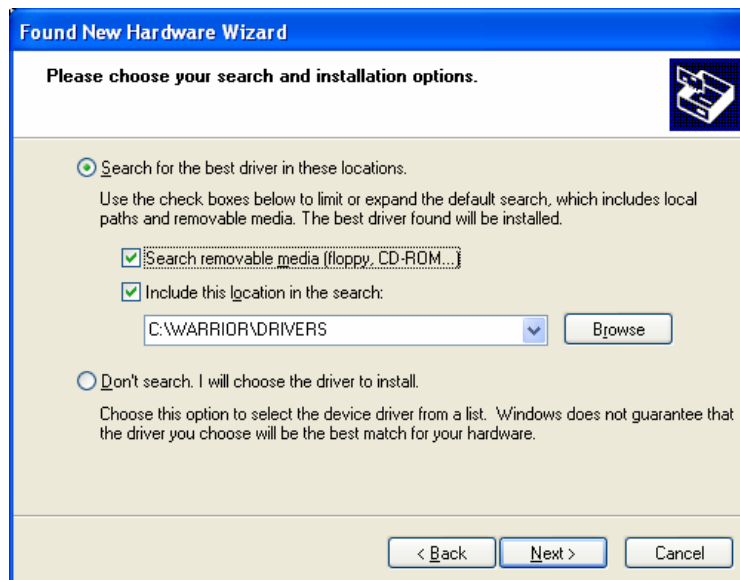 Found New Hardware Wizard
Please choose your search and installation options.
Search for the best driver in these locations.
Use the check boxes below to limit or expand the default search, which includes local
paths and removable media. The best driver found will be installed.
Search removable media (floppy, CD-ROM...)
Include this location in the search:
C:\WARRIOR\DRIVERS
Browse
Don't search. I will choose the driver to install.
Choose this option to select the device driver from a list. Windows does not guarantee that
the driver you choose will be the best match for your hardware.
< Back Next > Cancel